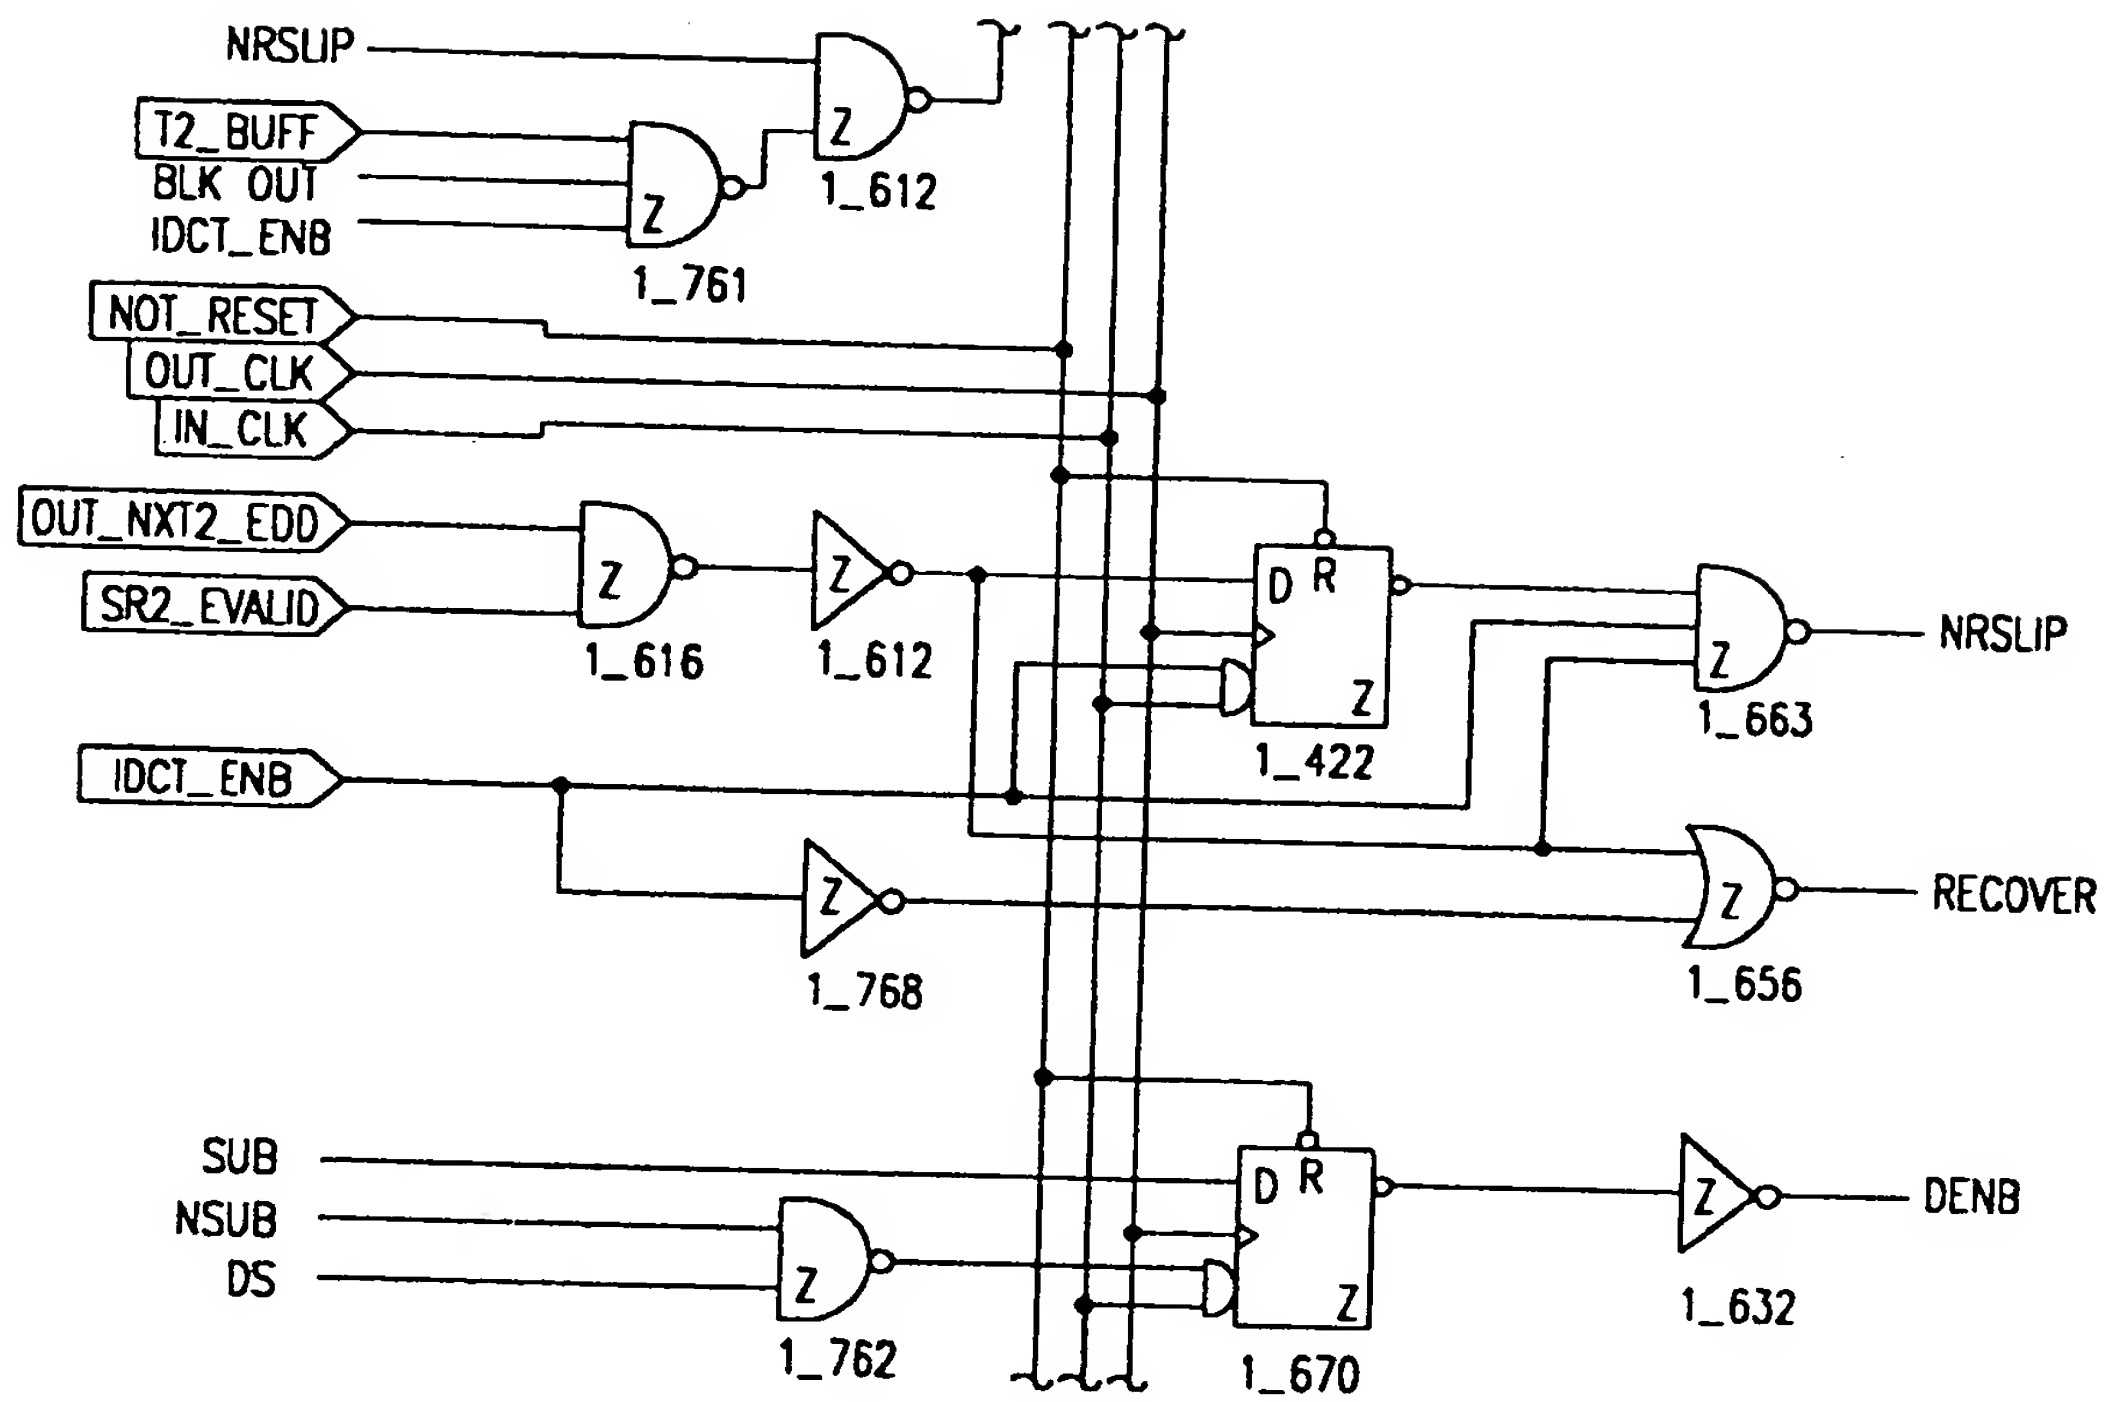 NRSLIP
Z
1_612
T2_BUFF
BLK OUT
IDCT_ENB
Z
1_761
NOT_RESET
OUT_CLK
IN_CLK
OUT_NXT2_EDD
SR2_EVALID
Z
1_616
Z
1_612
D R
Z
1_422
Z
1_663
NRSLIP
IDCT_ENB
Z
1_768
Z
1_656
RECOVER
SUB
NSUB
DS
Z
1_762
D R
Z
1_670
Z
1_632
DENB